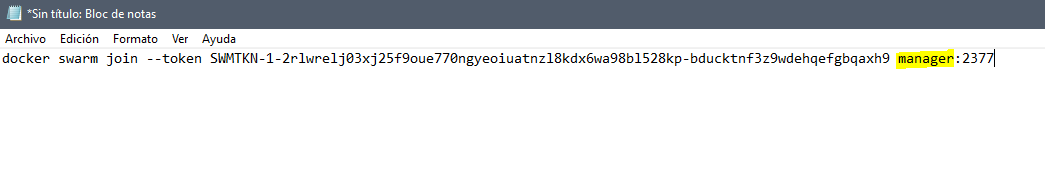 *Sin título: Bloc de notas
Archivo Edición Formato Ver Ayuda
docker swarm join --token SWMTKN-1-2rlwrelj03xj25f9oue770ngyeoiuatnzl8kdx6wa98bl528kp-bducktnf3z9wdehqefgbqaxh9 manager:2377